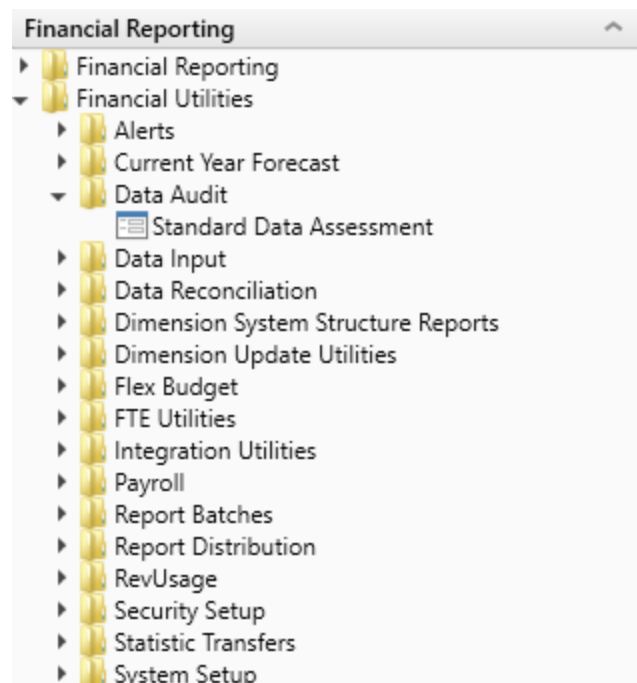 Financial Reporting
Financial Reporting
Financial Utilities
Alerts
Current Year Forecast
Data Audit
Standard Data Assessment
Data Input
Data Reconciliation
Dimension System Structure Reports
Dimension Update Utilities
Flex Budget
FTE Utilities
Integration Utilities
Payroll
Report Batches
Report Distribution
RevUsage
Security Setup
Statistic Transfers
System Setup